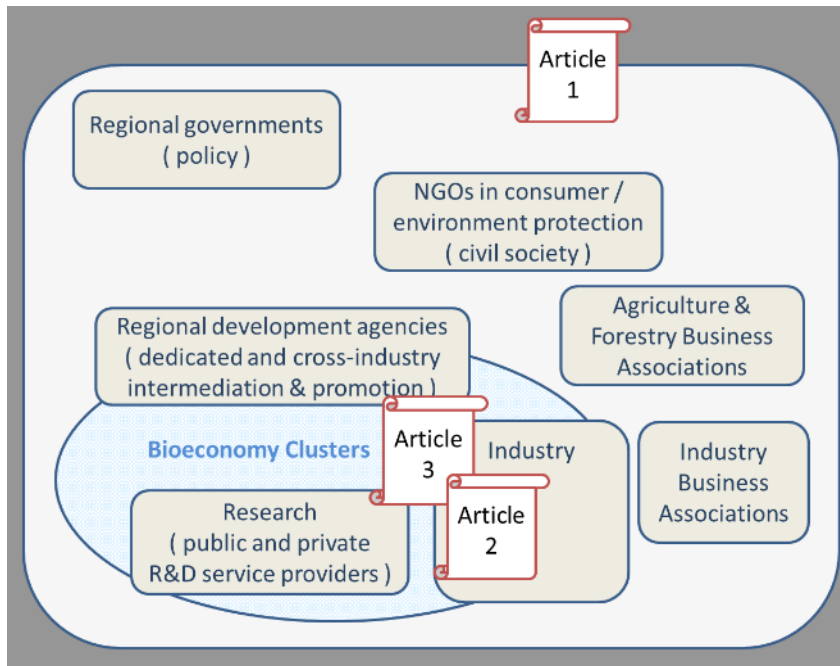 Article
1
Regional governments
( policy )
NGOs in consumer /
environment protection
( civil society )
Agriculture &
Forestry Business
Associations
Regional development agencies
( dedicated and cross-industry
intermediation & promotion )
Bioeconomy Clusters
Article
3
Industry
Industry
Business
Associations
Article
2
Research
( public and private
R&D service providers )